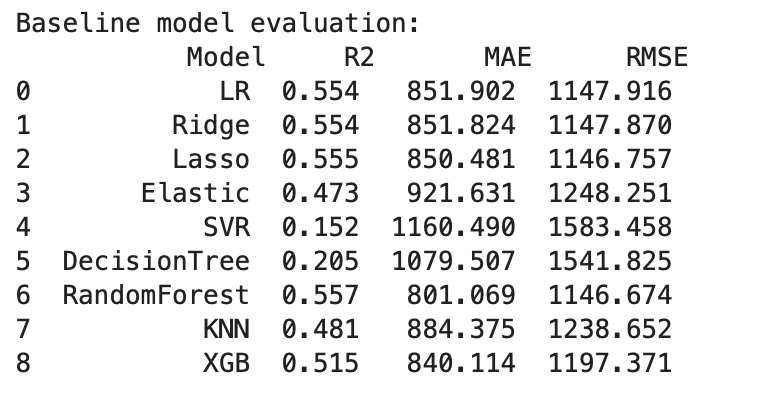 Baseline model evaluation:
Model R2 MAE RMSE
0 LR 0.554 851.902 1147.916
1 Ridge 0.554 851.824 1147.870
2 Lasso 0.555 850.481 1146.757
3 Elastic 0.473 921.631 1248.251
4 SVR 0.152 1160.490 1583.458
5 DecisionTree 0.205 1079.507 1541.825
6 RandomForest 0.557 801.069 1146.674
7 KNN 0.481 884.375 1238.652
8 XGB 0.515 840.114 1197.371